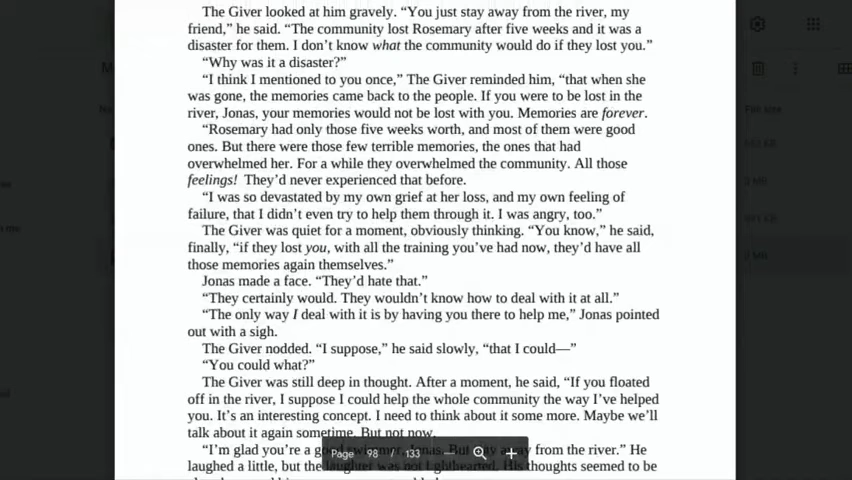 The Giver looked at him gravely. “You just stay away from the river, my
friend,” he said. “The community lost Rosemary after five weeks and it was a
disaster for them. I don’t know what the community would do if they lost you.”
“Why was it a disaster?”
“I think I mentioned to you once,” The Giver reminded him, “that when she
was gone, the memories came back to the people. If you were to be lost in the
river, Jonas, your memories would not be lost with you. Memories are forever.
“Rosemary had only those five weeks worth, and most of them were good
ones. But there were those few terrible memories, the ones that had
overwhelmed her. For a while they overwhelmed the community. All those
feelings! They’d never experienced that before.
“I was so devastated by my own grief at her loss, and my own feeling of
failure, that I didn’t even try to help them through it. I was angry, too.”
The Giver was quiet for a moment, obviously thinking. “You know,” he said,
finally, “if they lost you, with all the training you’ve had now, they’d have all
those memories again themselves.”
Jonas made a face. “They’d hate that.”
“They certainly would. They wouldn’t know how to deal with it at all.”
“The only way I deal with it is by having you there to help me,” Jonas pointed
out with a sigh.
The Giver nodded. “I suppose,” he said slowly, “that I could—”
“You could what?”
The Giver was still deep in thought. After a moment, he said, “If you floated
off in the river, I suppose I could help the whole community the way I’ve helped
you. It’s an interesting concept. I need to think about it some more. Maybe we’ll
talk about it again sometime. But not now.
“I’m glad you’re a good swimmer, Jonas. But stay away from the river.” He
laughed a little, but the laughter was not lighthearted. His thoughts seemed to be
Page 98 / 133
File size
2 MB